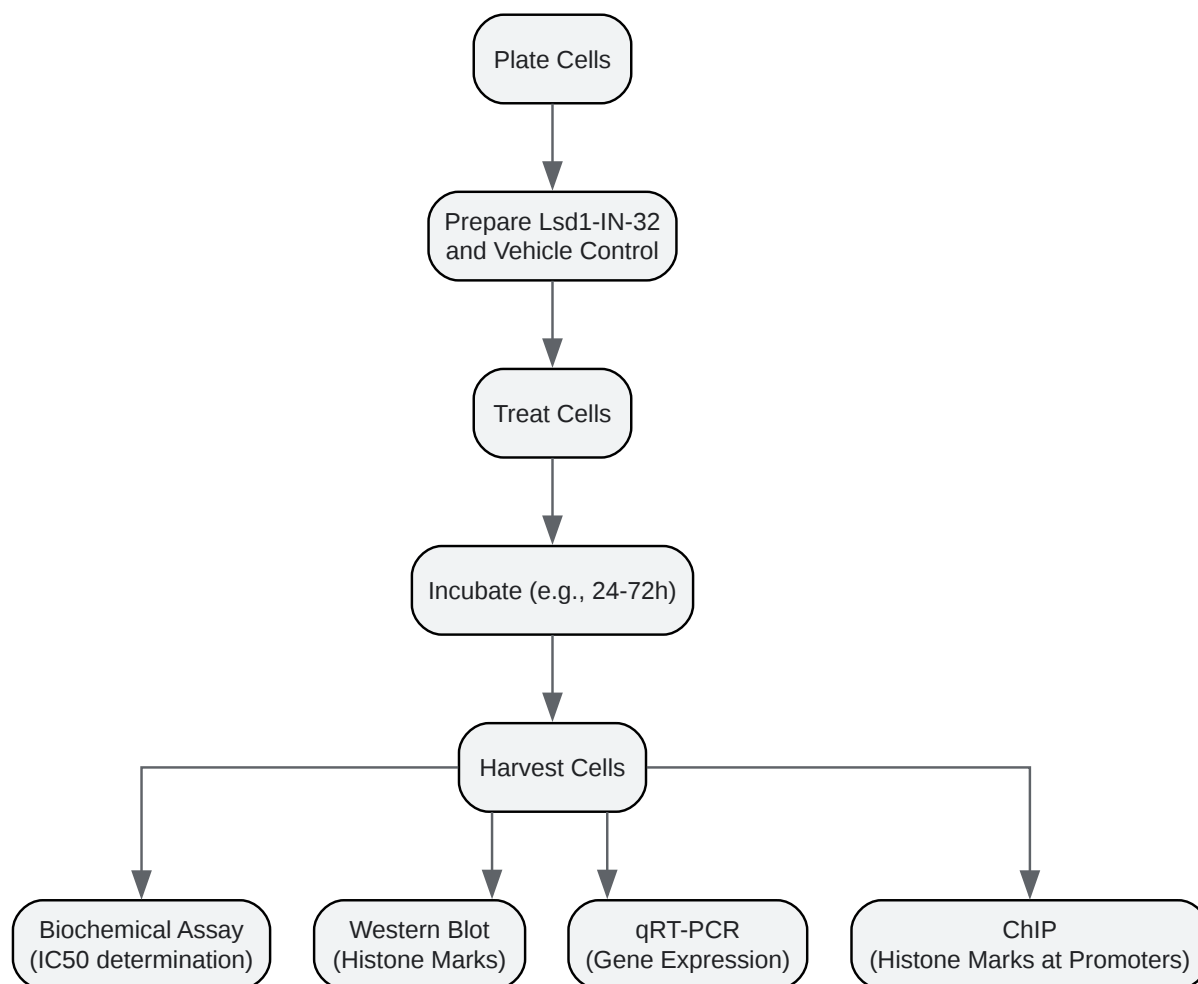 Plate Cells
Prepare Lsd1-IN-32
and Vehicle Control
Treat Cells
Incubate (e.g., 24-72h)
Harvest Cells
Biochemical Assay
(IC50 determination)
Western Blot
(Histone Marks)
qRT-PCR
(Gene Expression)
ChIP
(Histone Marks at Promoters)